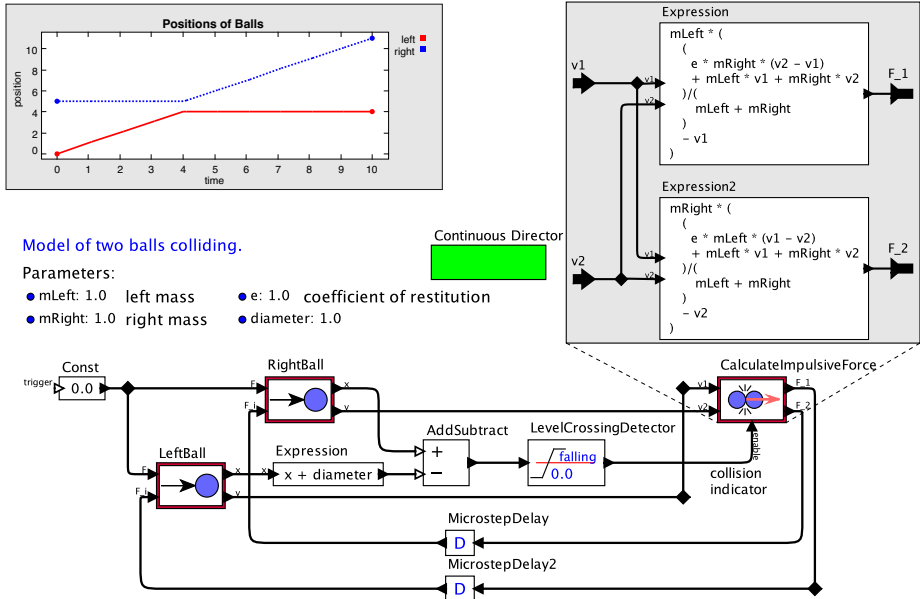 Positions of Balls
position
10
8
6
4
2
0
0 1 2 3 4 5 6 7 8 9 10
time
left
right
Expression
mLeft * (
(
e * mRight * (v2 – v1)
+ mLeft * v1 + mRight * v2
)/(
mLeft + mRight
)
– v1
)
v1
v1
v2
F_1
Expression2
mRight * (
(
e * mLeft * (v1 – v2)
+ mLeft * v1 + mRight * v2
)/(
mLeft + mRight
)
– v2
)
v2
v1
v2
F_2
Continuous Director
Model of two balls colliding.
Parameters:
mLeft: 1.0 left mass
e: 1.0 coefficient of restitution
mRight: 1.0 right mass
diameter: 1.0
Const
trigger
0.0
RightBall
F
F_i
x
v
CalculateImpulsiveForce
v1
v2
F_1
F_2
enable
collision
indicator
LeftBall
F
F_i
x
v
Expression
x
x + diameter
AddSubtract
+
–
LevelCrossingDetector
falling
0.0
MicrostepDelay
D
MicrostepDelay2
D